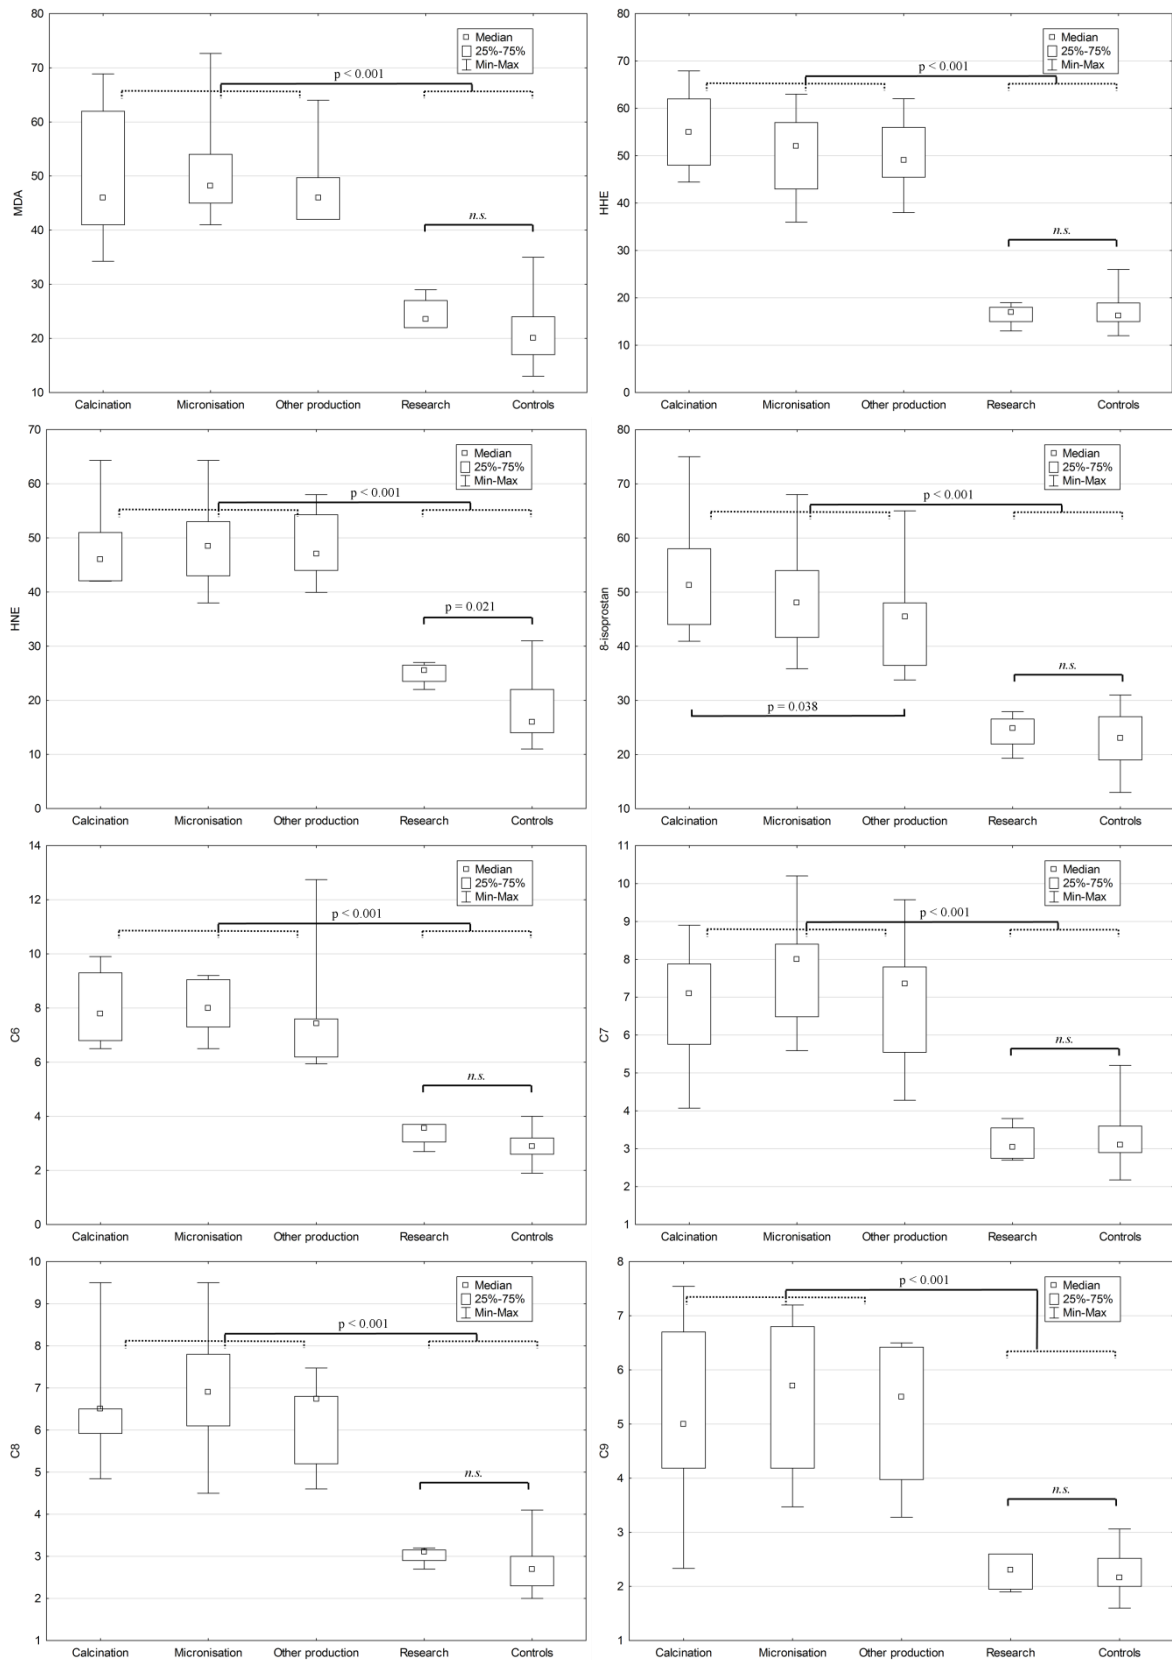 80
70
60
50
40
30
20
10
MDA
Median
25%-75%
Min-Max
p < 0.001
n.s.
Calcination Micronisation Other production Research Controls
80
70
60
50
40
30
20
10
0
HHE
Median
25%-75%
Min-Max
p < 0.001
n.s.
Calcination Micronisation Other production Research Controls
70
60
50
40
30
20
10
0
HNE
Median
25%-75%
Min-Max
p < 0.001
p = 0.021
Calcination Micronisation Other production Research Controls
80
70
60
50
40
30
20
10
8-isoprostan
Median
25%-75%
Min-Max
p < 0.001
n.s.
p = 0.038
Calcination Micronisation Other production Research Controls
14
12
10
8
6
4
2
0
C6
Median
25%-75%
Min-Max
p < 0.001
n.s.
Calcination Micronisation Other production Research Controls
11
10
9
8
7
6
5
4
3
2
1
C7
Median
25%-75%
Min-Max
p < 0.001
n.s.
Calcination Micronisation Other production Research Controls
10
9
8
7
6
5
4
3
2
1
C8
Median
25%-75%
Min-Max
p < 0.001
n.s.
Calcination Micronisation Other production Research Controls
8
7
6
5
4
3
2
1
C9
Median
25%-75%
Min-Max
p < 0.001
n.s.
Calcination Micronisation Other production Research Controls